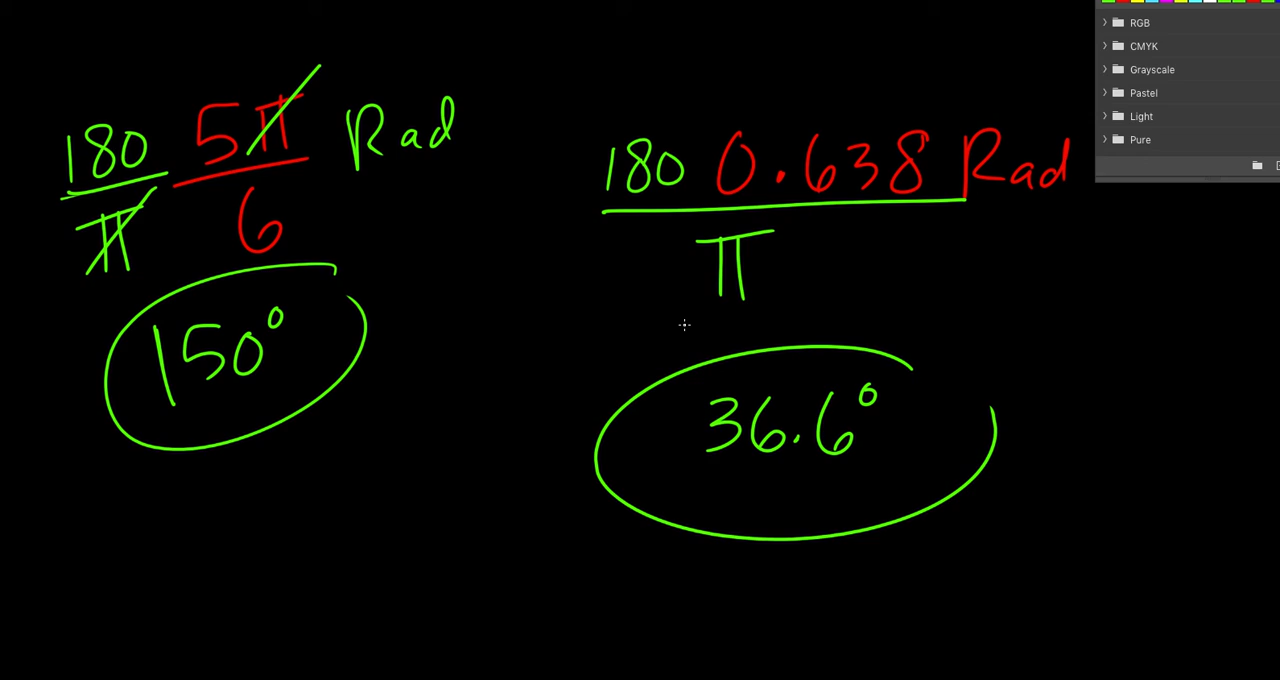 180 5π Rad
π 6
150°
180 0.638 Rad
π
36.6°
RGB
CMYK
Grayscale
Pastel
Light
Pure